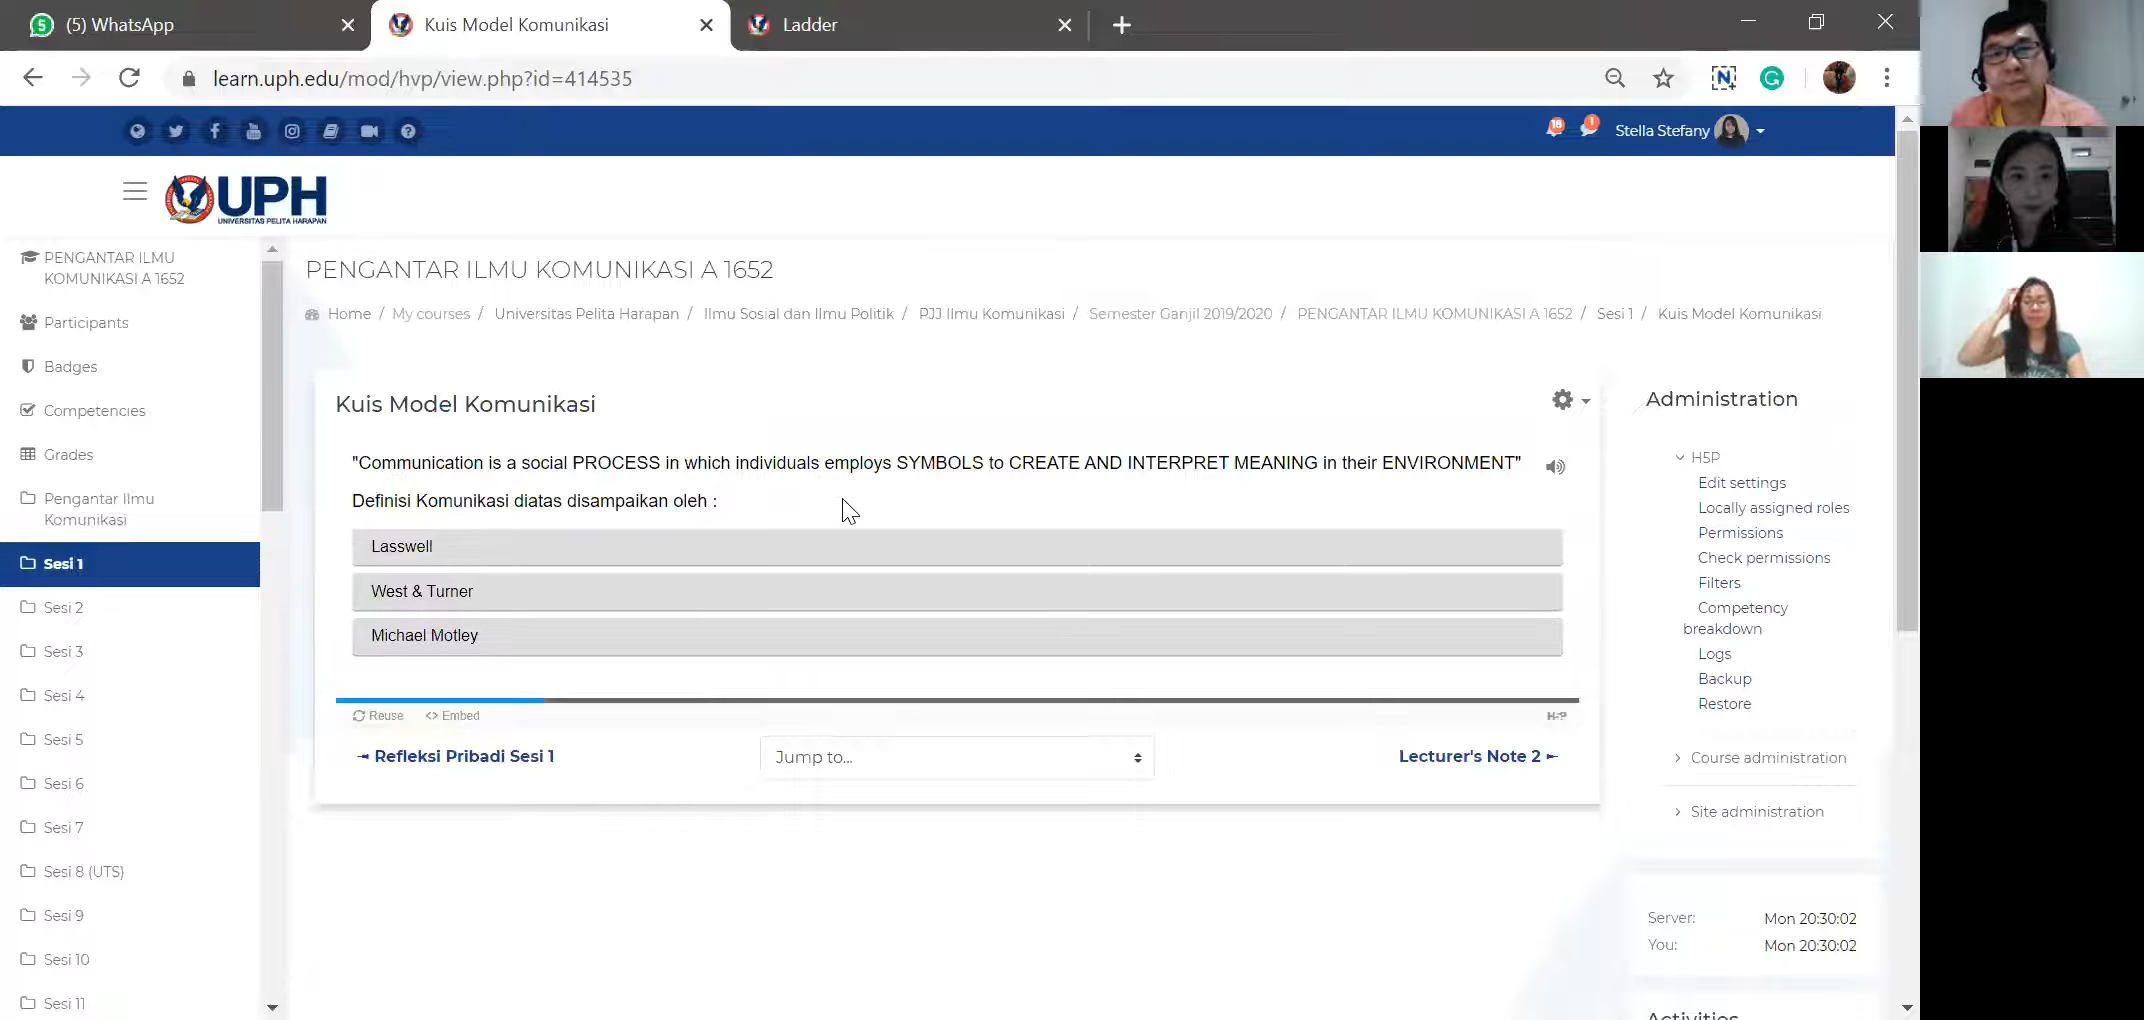 (5) WhatsApp
Kuis Model Komunikasi
Ladder
learn.uph.edu/mod/hvp/view.php?id=414535
16
1
Stella Stefany
UPH
UNIVERSITAS PELITA HARAPAN
PENGANTAR ILMU
KOMUNIKASI A 1652
Participants
Badges
Competencies
Grades
Pengantar Ilmu
Komunikasi
Sesi 1
Sesi 2
Sesi 3
Sesi 4
Sesi 5
Sesi 6
Sesi 7
Sesi 8 (UTS)
Sesi 9
Sesi 10
Sesi 11
PENGANTAR ILMU KOMUNIKASI A 1652
Home / My courses / Universitas Pelita Harapan / Ilmu Sosial dan Ilmu Politik / PJJ Ilmu Komunikasi / Semester Ganjil 2019/2020 / PENGANTAR ILMU KOMUNIKASI A 1652 / Sesi 1 / Kuis Model Komunikasi
Kuis Model Komunikasi
"Communication is a social PROCESS in which individuals employs SYMBOLS to CREATE AND INTERPRET MEANING in their ENVIRONMENT"
Definisi Komunikasi diatas disampaikan oleh :
Lasswell
West & Turner
Michael Motley
Reuse <> Embed
H5P
Refleksi Pribadi Sesi 1
Jump to...
Lecturer's Note 2
Administration
H5P
Edit settings
Locally assigned roles
Permissions
Check permissions
Filters
Competency
breakdown
Logs
Backup
Restore
Course administration
Site administration
Server: Mon 20:30:02
You: Mon 20:30:02
Activities